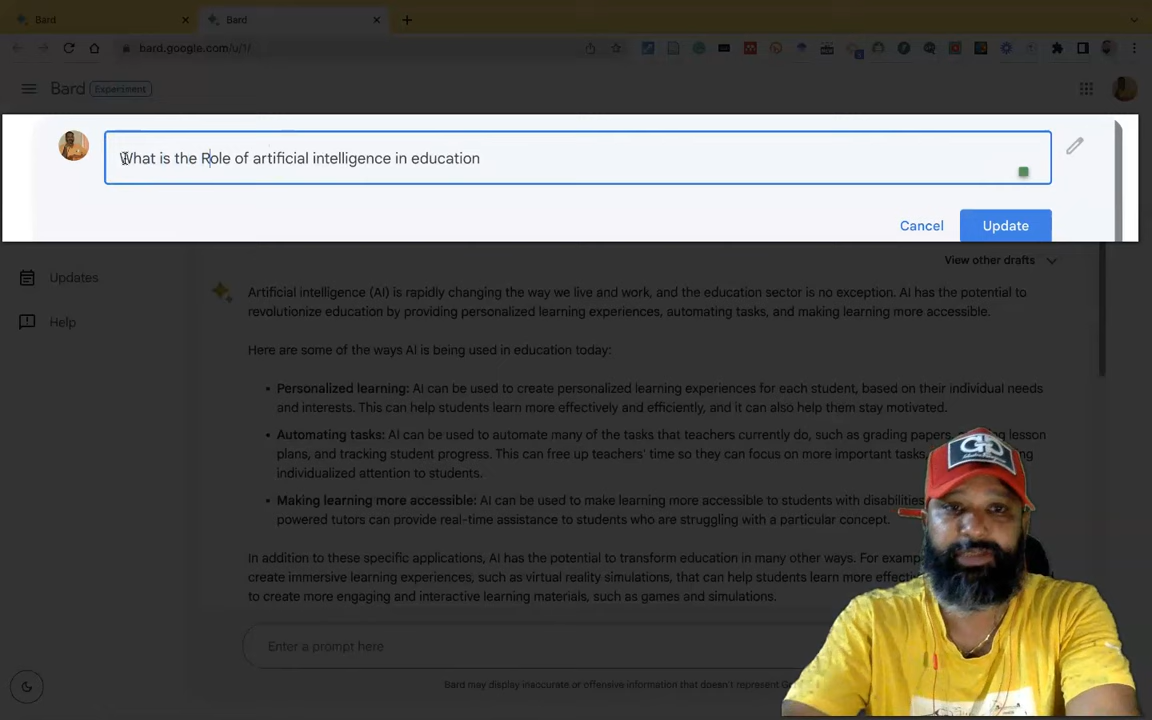 Bard
Bard
bard.google.com/u/1/
Bard Experiment
What is the Role of artificial intelligence in education
Cancel
Update
Updates
Help
View other drafts
Artificial intelligence (AI) is rapidly changing the way we live and work, and the education sector is no exception. AI has the potential to
revolutionize education by providing personalized learning experiences, automating tasks, and making learning more accessible.
Here are some of the ways AI is being used in education today:
• Personalized learning: AI can be used to create personalized learning experiences for each student, based on their individual needs
and interests. This can help students learn more effectively and efficiently, and it can also help them stay motivated.
• Automating tasks: AI can be used to automate many of the tasks that teachers currently do, such as grading papers, lesson
plans, and tracking student progress. This can free up teachers' time so they can focus on more important tasks
individualized attention to students.
• Making learning more accessible: AI can be used to make learning more accessible to students with disabilities
powered tutors can provide real-time assistance to students who are struggling with a particular concept.
In addition to these specific applications, AI has the potential to transform education in many other ways. For
create immersive learning experiences, such as virtual reality simulations, that can help students learn more
to create more engaging and interactive learning materials, such as games and simulations.
Enter a prompt here
Bard may display inaccurate or offensive information that doesn't represent